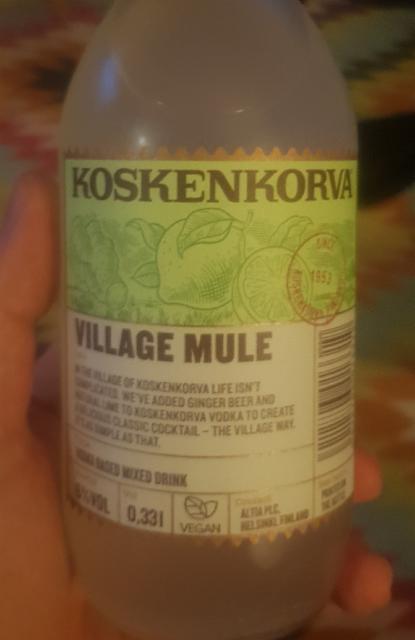 KOSKENKORVA
SINCE
1953
VILLAGE MULE
IN THE VILLAGE OF KOSKENKORVA LIFE ISN'T
COMPLICATED. WE'VE ADDED GINGER BEER AND
NATURAL LIME TO KOSKENKORVA VODKA TO CREATE
A DELICIOUS CLASSIC COCKTAIL – THE VILLAGE WAY.
IT'S AS SIMPLE AS THAT.
VODKA BASED MIXED DRINK
%VOL
0,33l
VEGAN
ALTIA PLC,
HELSINKI, FINLAND